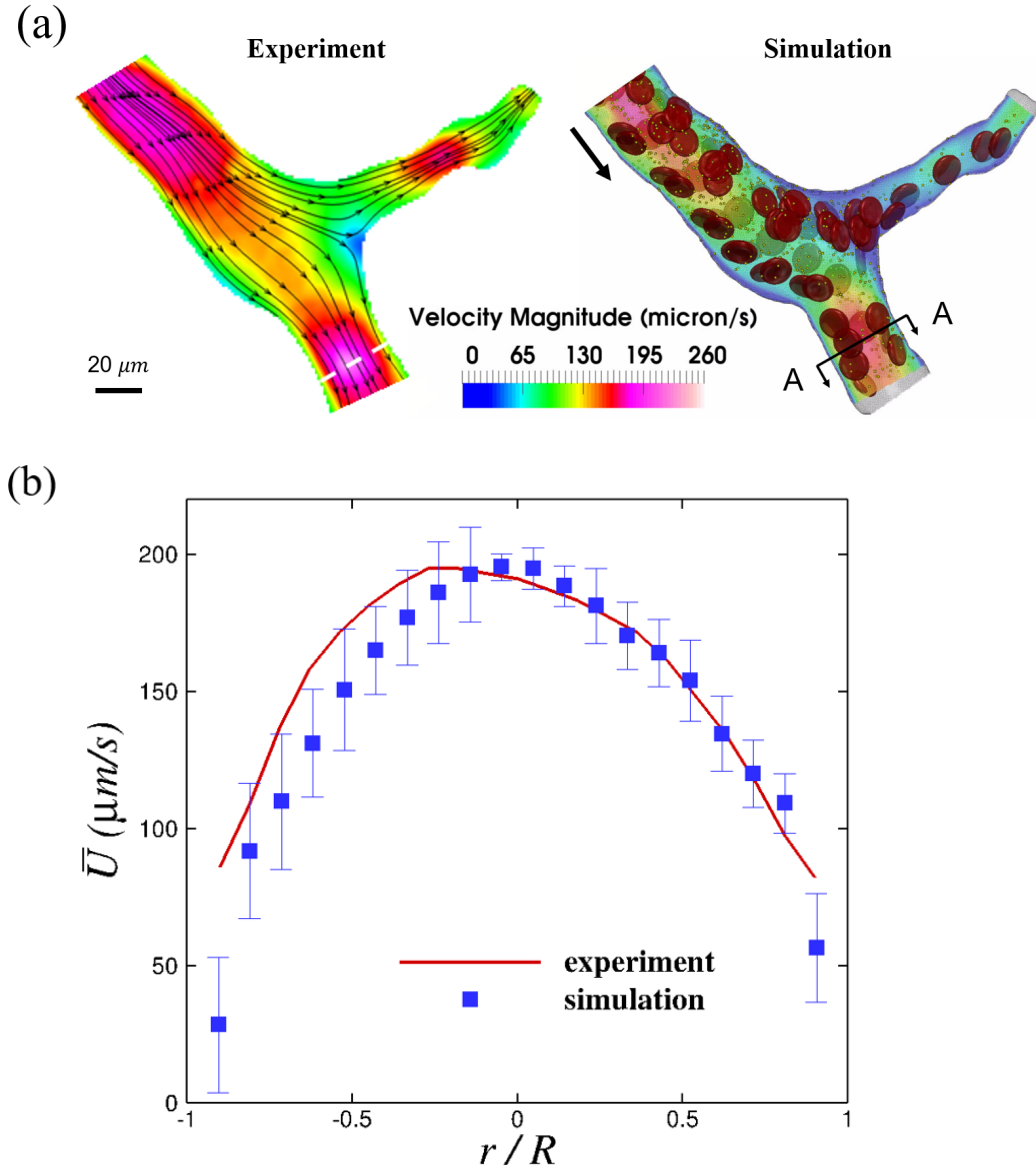 (a)
Experiment
Simulation
Velocity Magnitude (micron/s)
0 65 130 195 260
20 μm
A
A
(b)
200
150
100
50
0
Ū (μm/s)
experiment
simulation
-1 -0.5 0 0.5 1
r / R